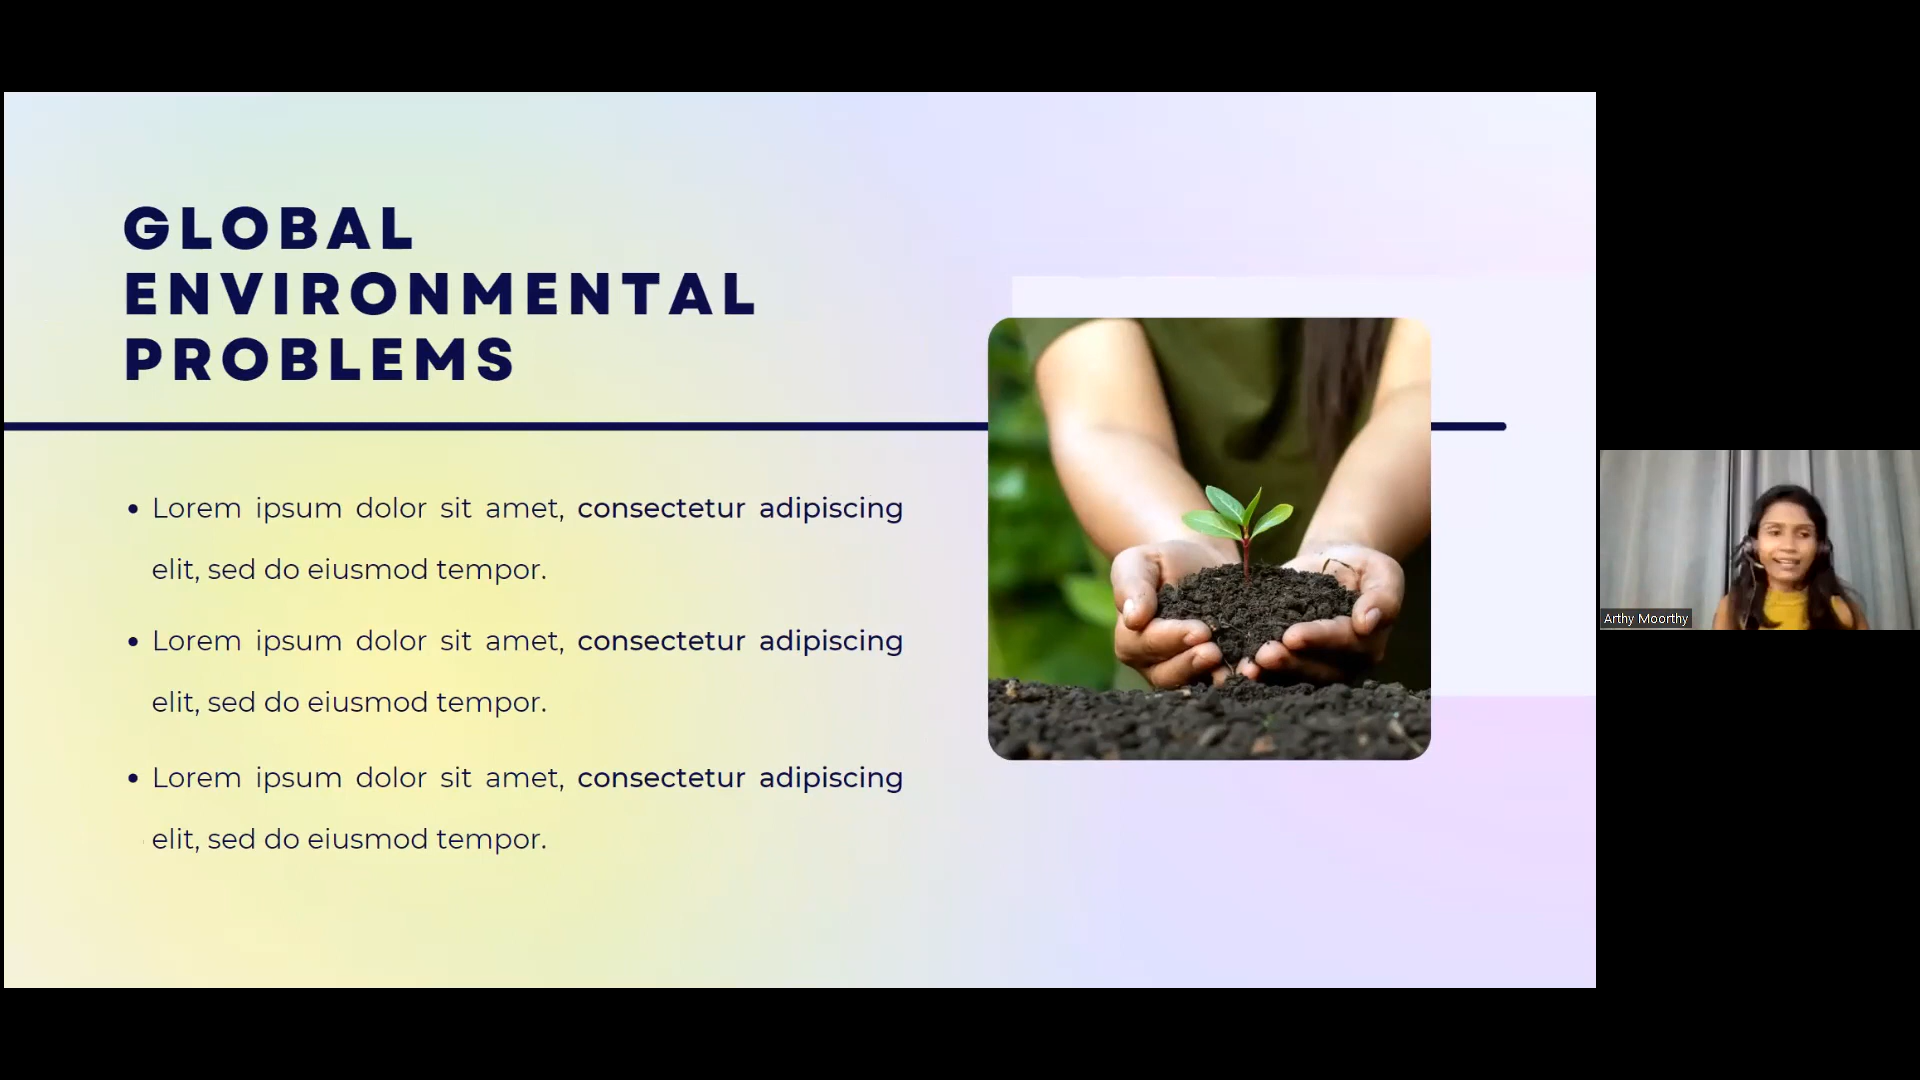 GLOBAL
ENVIRONMENTAL
PROBLEMS
• Lorem ipsum dolor sit amet, consectetur adipiscing
elit, sed do eiusmod tempor.
• Lorem ipsum dolor sit amet, consectetur adipiscing
elit, sed do eiusmod tempor.
• Lorem ipsum dolor sit amet, consectetur adipiscing
elit, sed do eiusmod tempor.
Arthy Moorthy